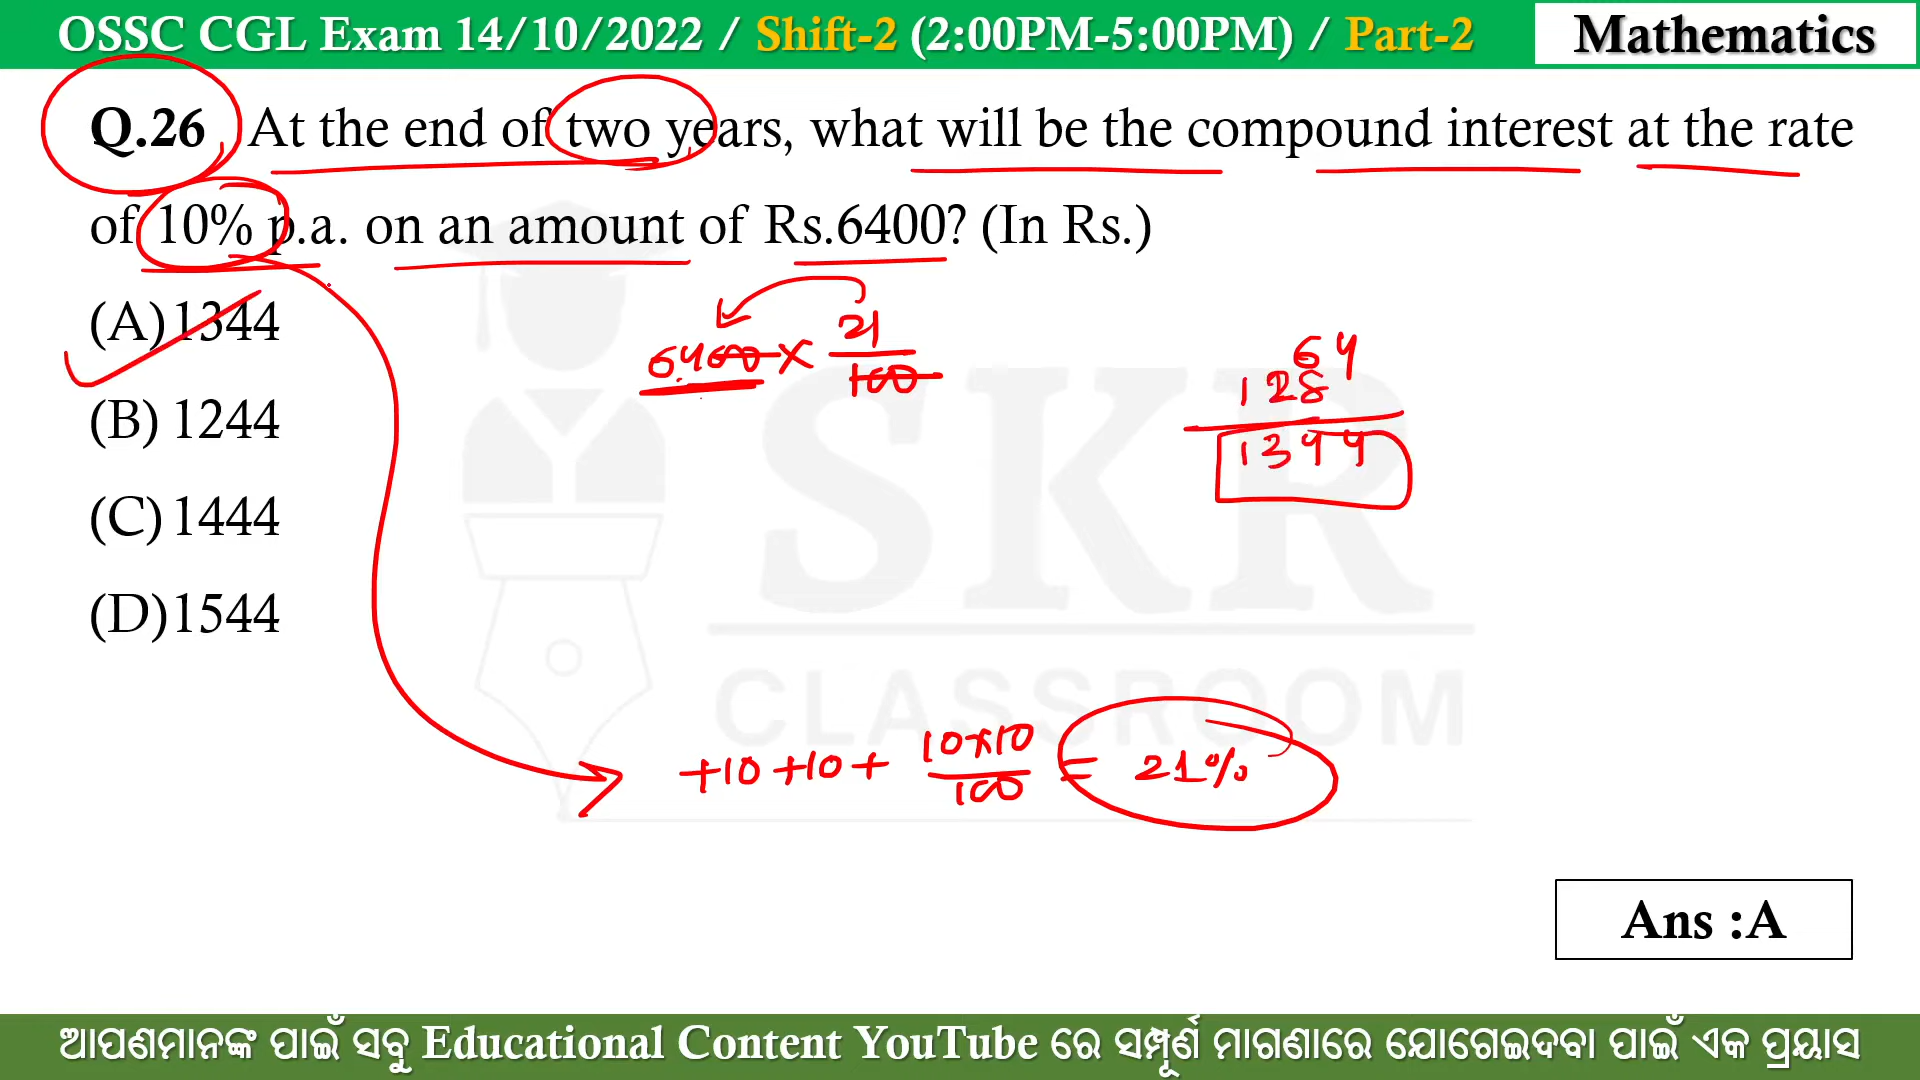 OSSC CGL Exam 14/10/2022 / Shift-2 (2:00PM-5:00PM) / Part-2 Mathematics
Q.26 At the end of two years, what will be the compound interest at the rate
of 10% p.a. on an amount of Rs.6400? (In Rs.)
(A) 1344
(B) 1244
(C) 1444
(D) 1544
6400 × 21/100
64
128
1344
+10 +10 + 10×10/100 = 21%
SKR
CLASSROOM
Ans :A
ଆପଣମାନଙ୍କ ପାଇଁ ସବୁ Educational Content YouTube ରେ ସମ୍ପୂର୍ଣ ମାଗଣାରେ ଯୋଗେଇଦବା ପାଇଁ ଏକ ପ୍ରୟାସ